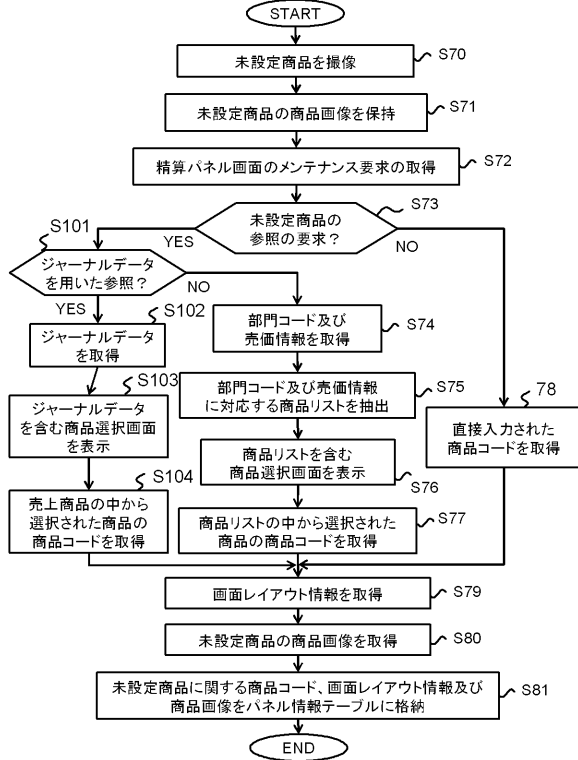 START
未設定商品を撮像
S70
未設定商品の商品画像を保持
S71
精算パネル画面のメンテナンス要求の取得
S72
未設定商品の
参照の要求？
S73
YES
NO
S101
ジャーナルデータ
を用いた参照？
YES
NO
S102
ジャーナルデータ
を取得
S103
ジャーナルデータ
を含む商品選択画面
を表示
S104
売上商品の中から
選択された商品の
商品コードを取得
部門コード及び
売価情報を取得
S74
部門コード及び売価情報
に対応する商品リストを抽出
S75
商品リストを含む
商品選択画面を表示
S76
商品リストの中から選択された
商品の商品コードを取得
S77
78
直接入力された
商品コードを取得
画面レイアウト情報を取得
S79
未設定商品の商品画像を取得
S80
未設定商品に関する商品コード、画面レイアウト情報及び
商品画像をパネル情報テーブルに格納
S81
END